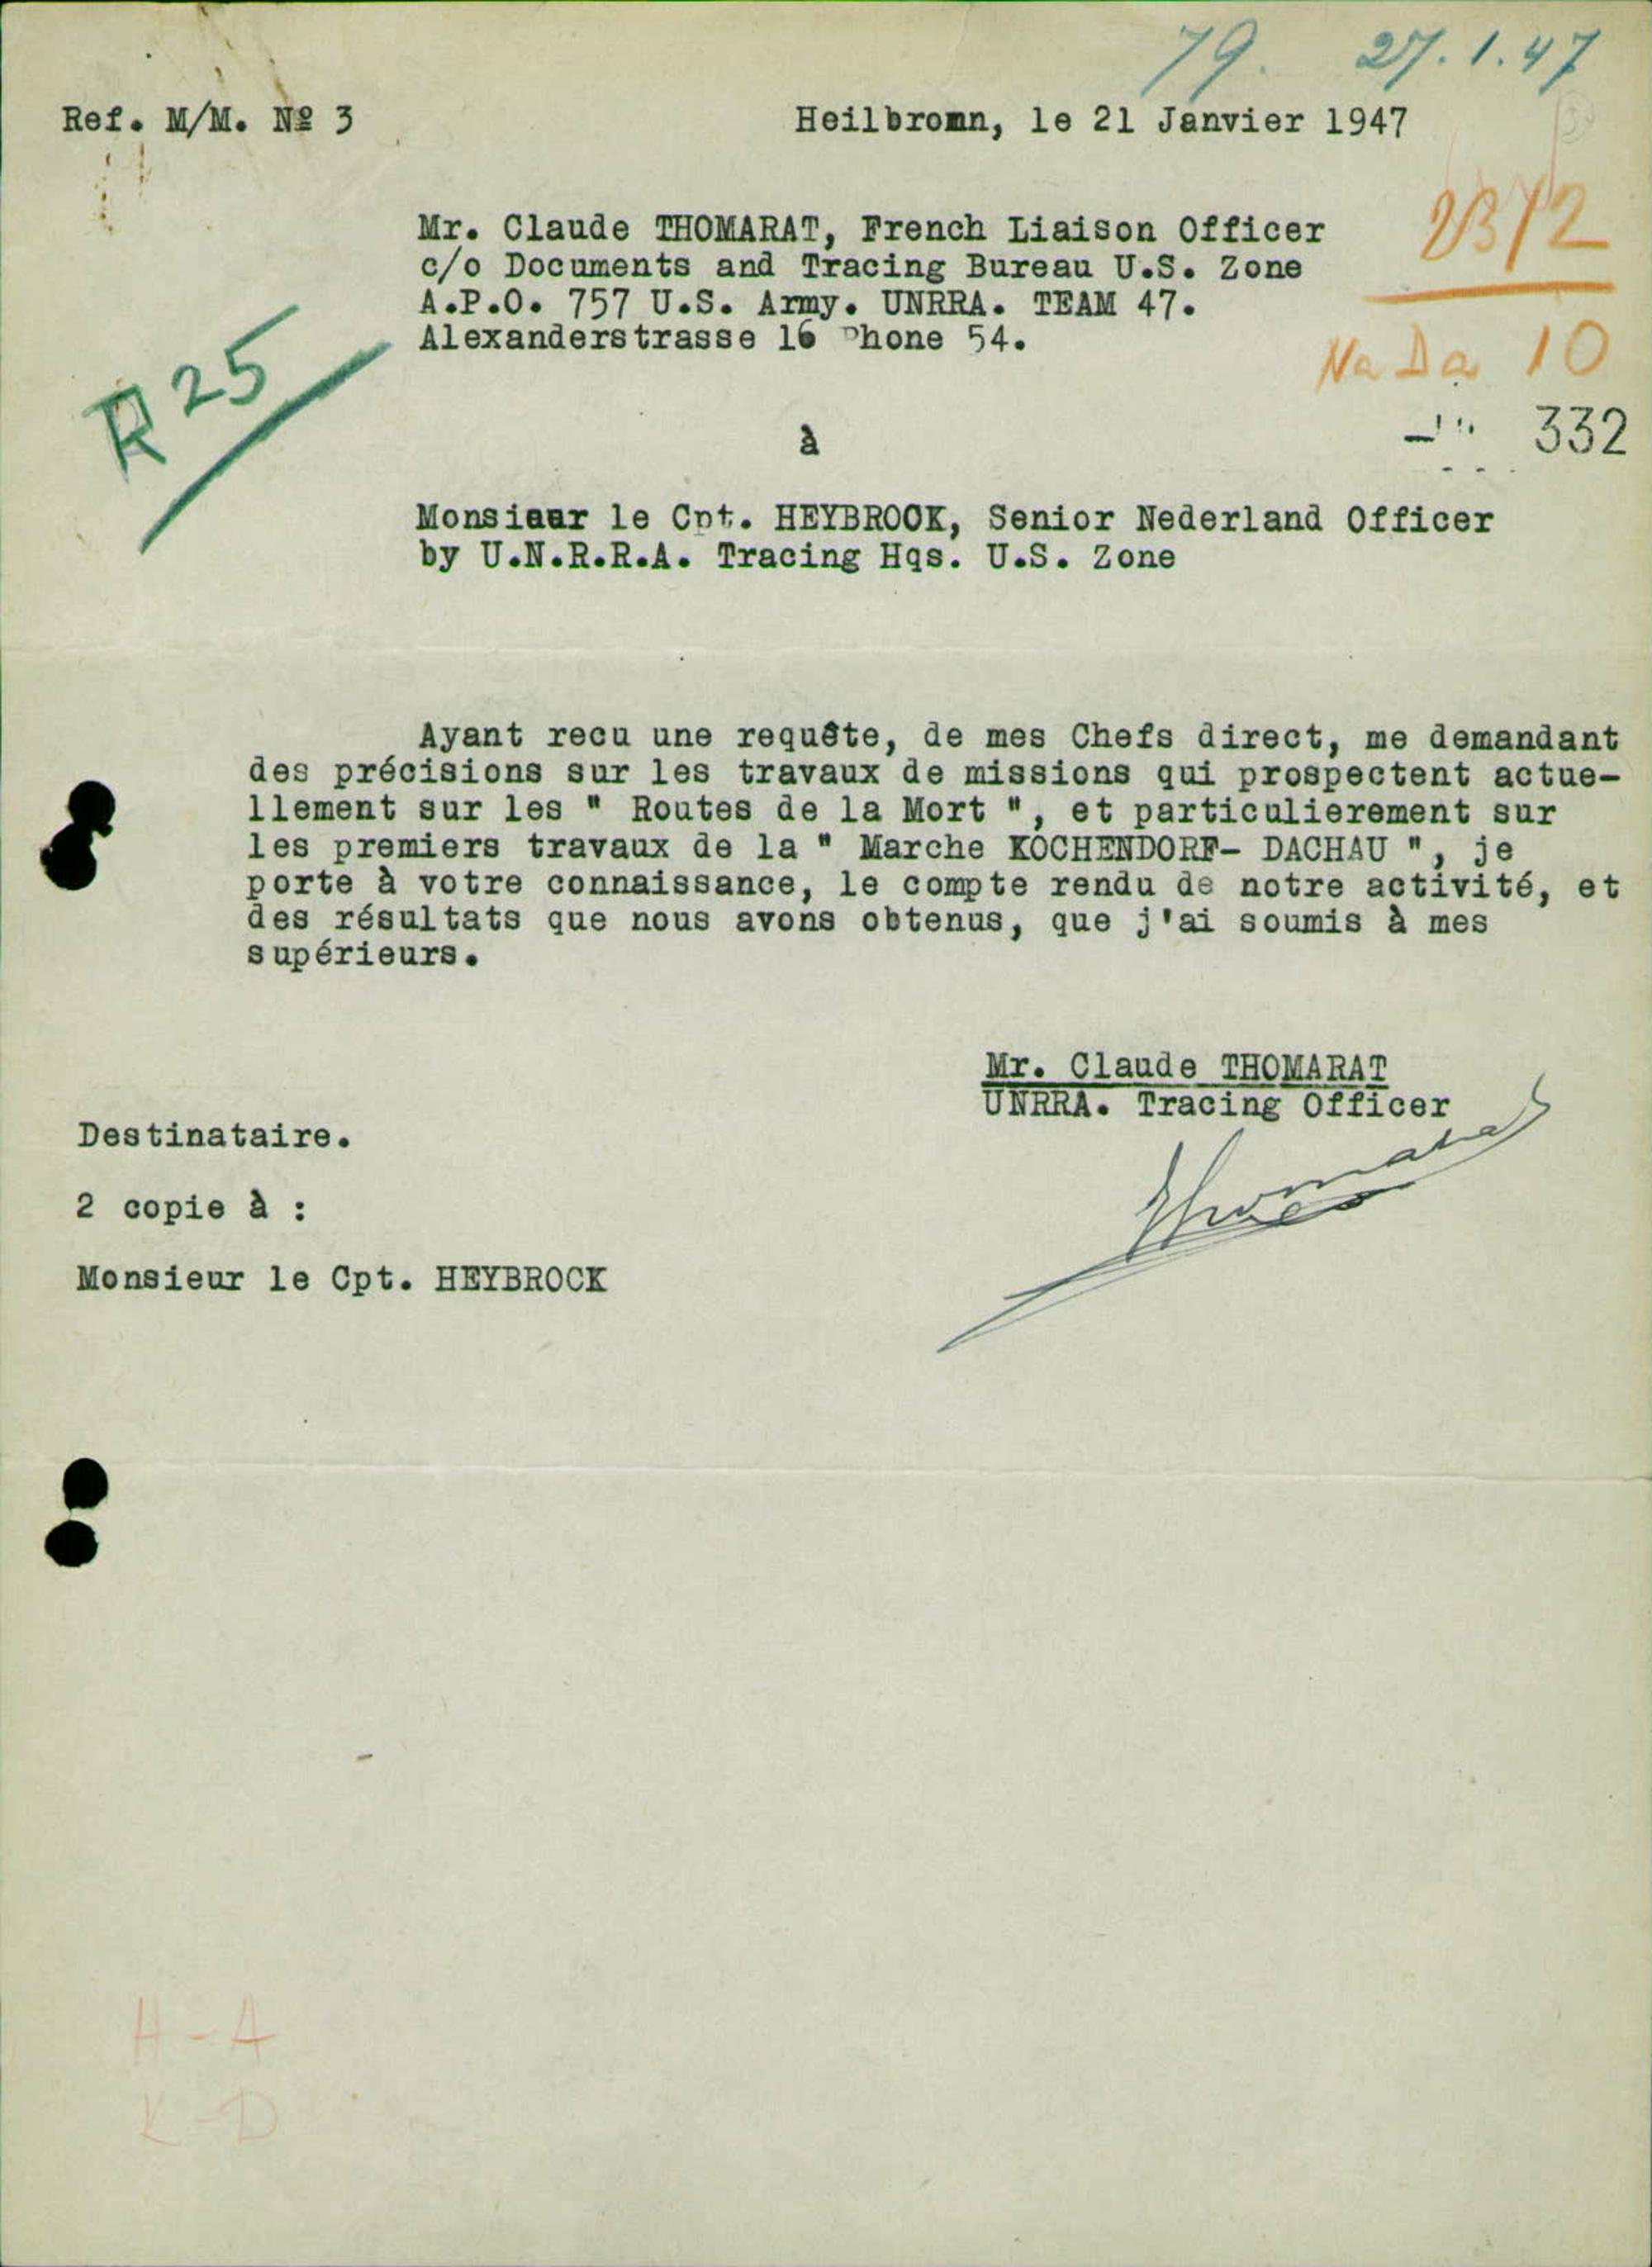 79. 27.1.47
Ref. M/M. Nº 3
Heilbronn, le 21 Janvier 1947
Mr. Claude THOMARAT, French Liaison Officer
c/o Documents and Tracing Bureau U.S. Zone
A.P.O. 757 U.S. Army. UNRRA. TEAM 47.
Alexanderstrasse 16 Phone 54.
23/2
NaDa 10
332
R 25
à
Monsieur le Cpt. HEYBROCK, Senior Nederland Officer
by U.N.R.R.A. Tracing Hqs. U.S. Zone
Ayant recu une requête, de mes Chefs direct, me demandant
des précisions sur les travaux de missions qui prospectent actue-
llement sur les " Routes de la Mort ", et particulierement sur
les premiers travaux de la " Marche KOCHENDORF- DACHAU ", je
porte à votre connaissance, le compte rendu de notre activité, et
des résultats que nous avons obtenus, que j'ai soumis à mes
supérieurs.
Mr. Claude THOMARAT
UNRRA. Tracing Officer
Thomarat
Destinataire.
2 copie à :
Monsieur le Cpt. HEYBROCK
H-A
K-D